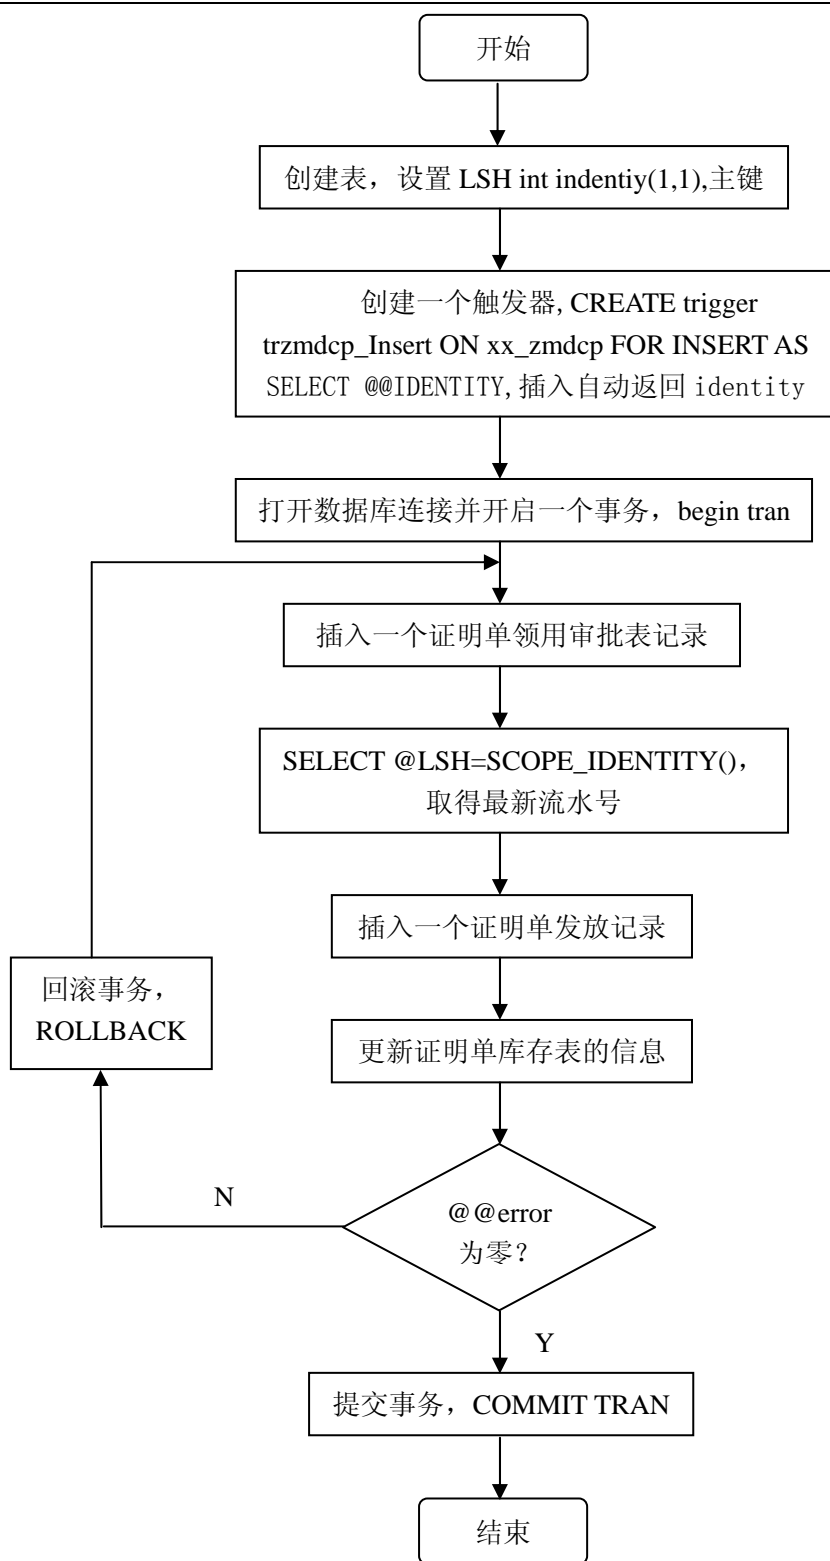 开始
创建表，设置 LSH int indentiy(1,1),主键
创建一个触发器, CREATE trigger
trzmdcp_Insert ON xx_zmdcp FOR INSERT AS
SELECT @@IDENTITY,插入自动返回 identity
打开数据库连接并开启一个事务，begin tran
插入一个证明单领用审批表记录
SELECT @LSH=SCOPE_IDENTITY()，
取得最新流水号
插入一个证明单发放记录
回滚事务，
ROLLBACK
更新证明单库存表的信息
N
@@error
为零？
Y
提交事务，COMMIT TRAN
结束